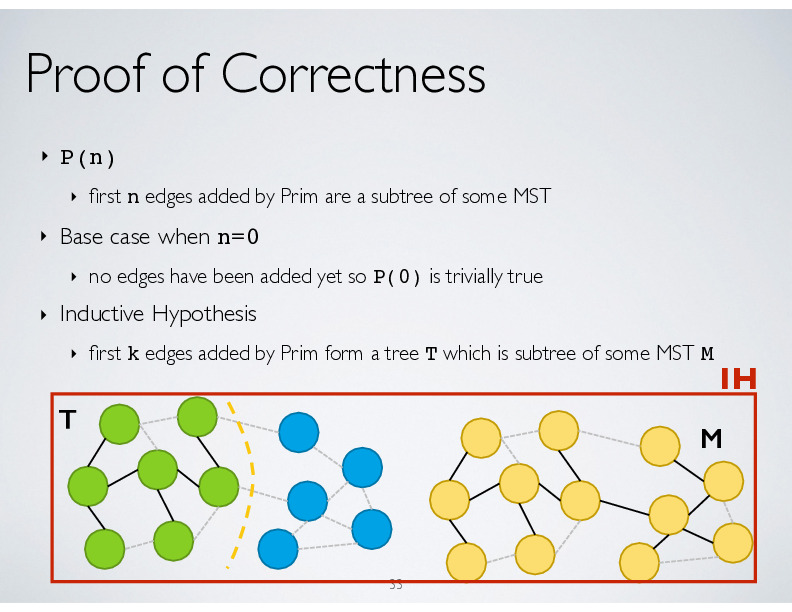 Proof of Correctness
‣ P(n)
‣ first n edges added by Prim are a subtree of some MST
‣ Base case when n=0
‣ no edges have been added yet so P(0) is trivially true
‣ Inductive Hypothesis
‣ first k edges added by Prim form a tree T which is subtree of some MST M
IH
T
M
33